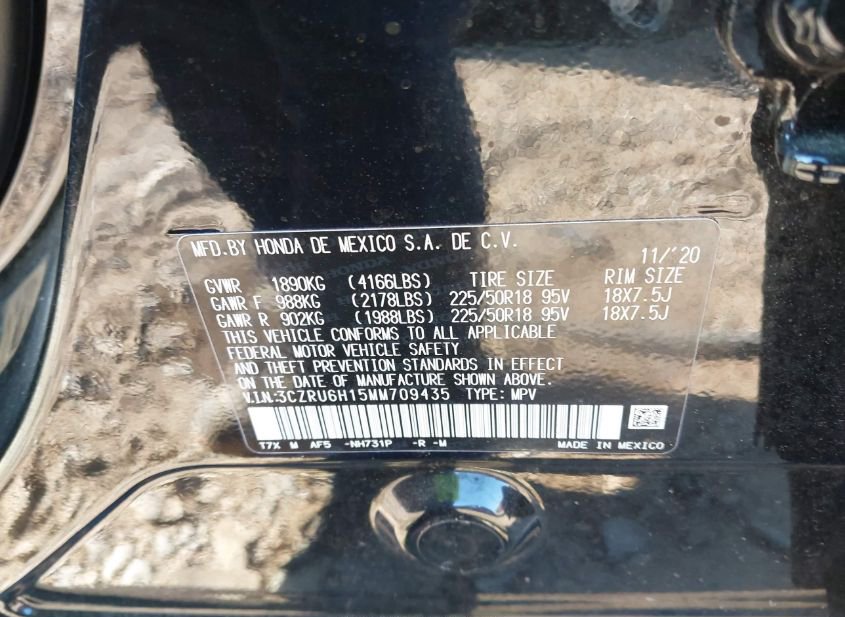 MFD.BY HONDA DE MEXICO S.A. DE C.V. 11/'20
GVWR 1890KG (4166LBS) TIRE SIZE RIM SIZE
GAWR F 988KG (2178LBS) 225/50R18 95V 18X7.5J
GAWR R 902KG (1988LBS) 225/50R18 95V 18X7.5J
THIS VEHICLE CONFORMS TO ALL APPLICABLE
FEDERAL MOTOR VEHICLE SAFETY
AND THEFT PREVENTION STANDARDS IN EFFECT
ON THE DATE OF MANUFACTURE SHOWN ABOVE.
V.I.N:3CZRU6H15MM709435 TYPE: MPV
T7X M AF5 -NH731P -R -M MADE IN MEXICO